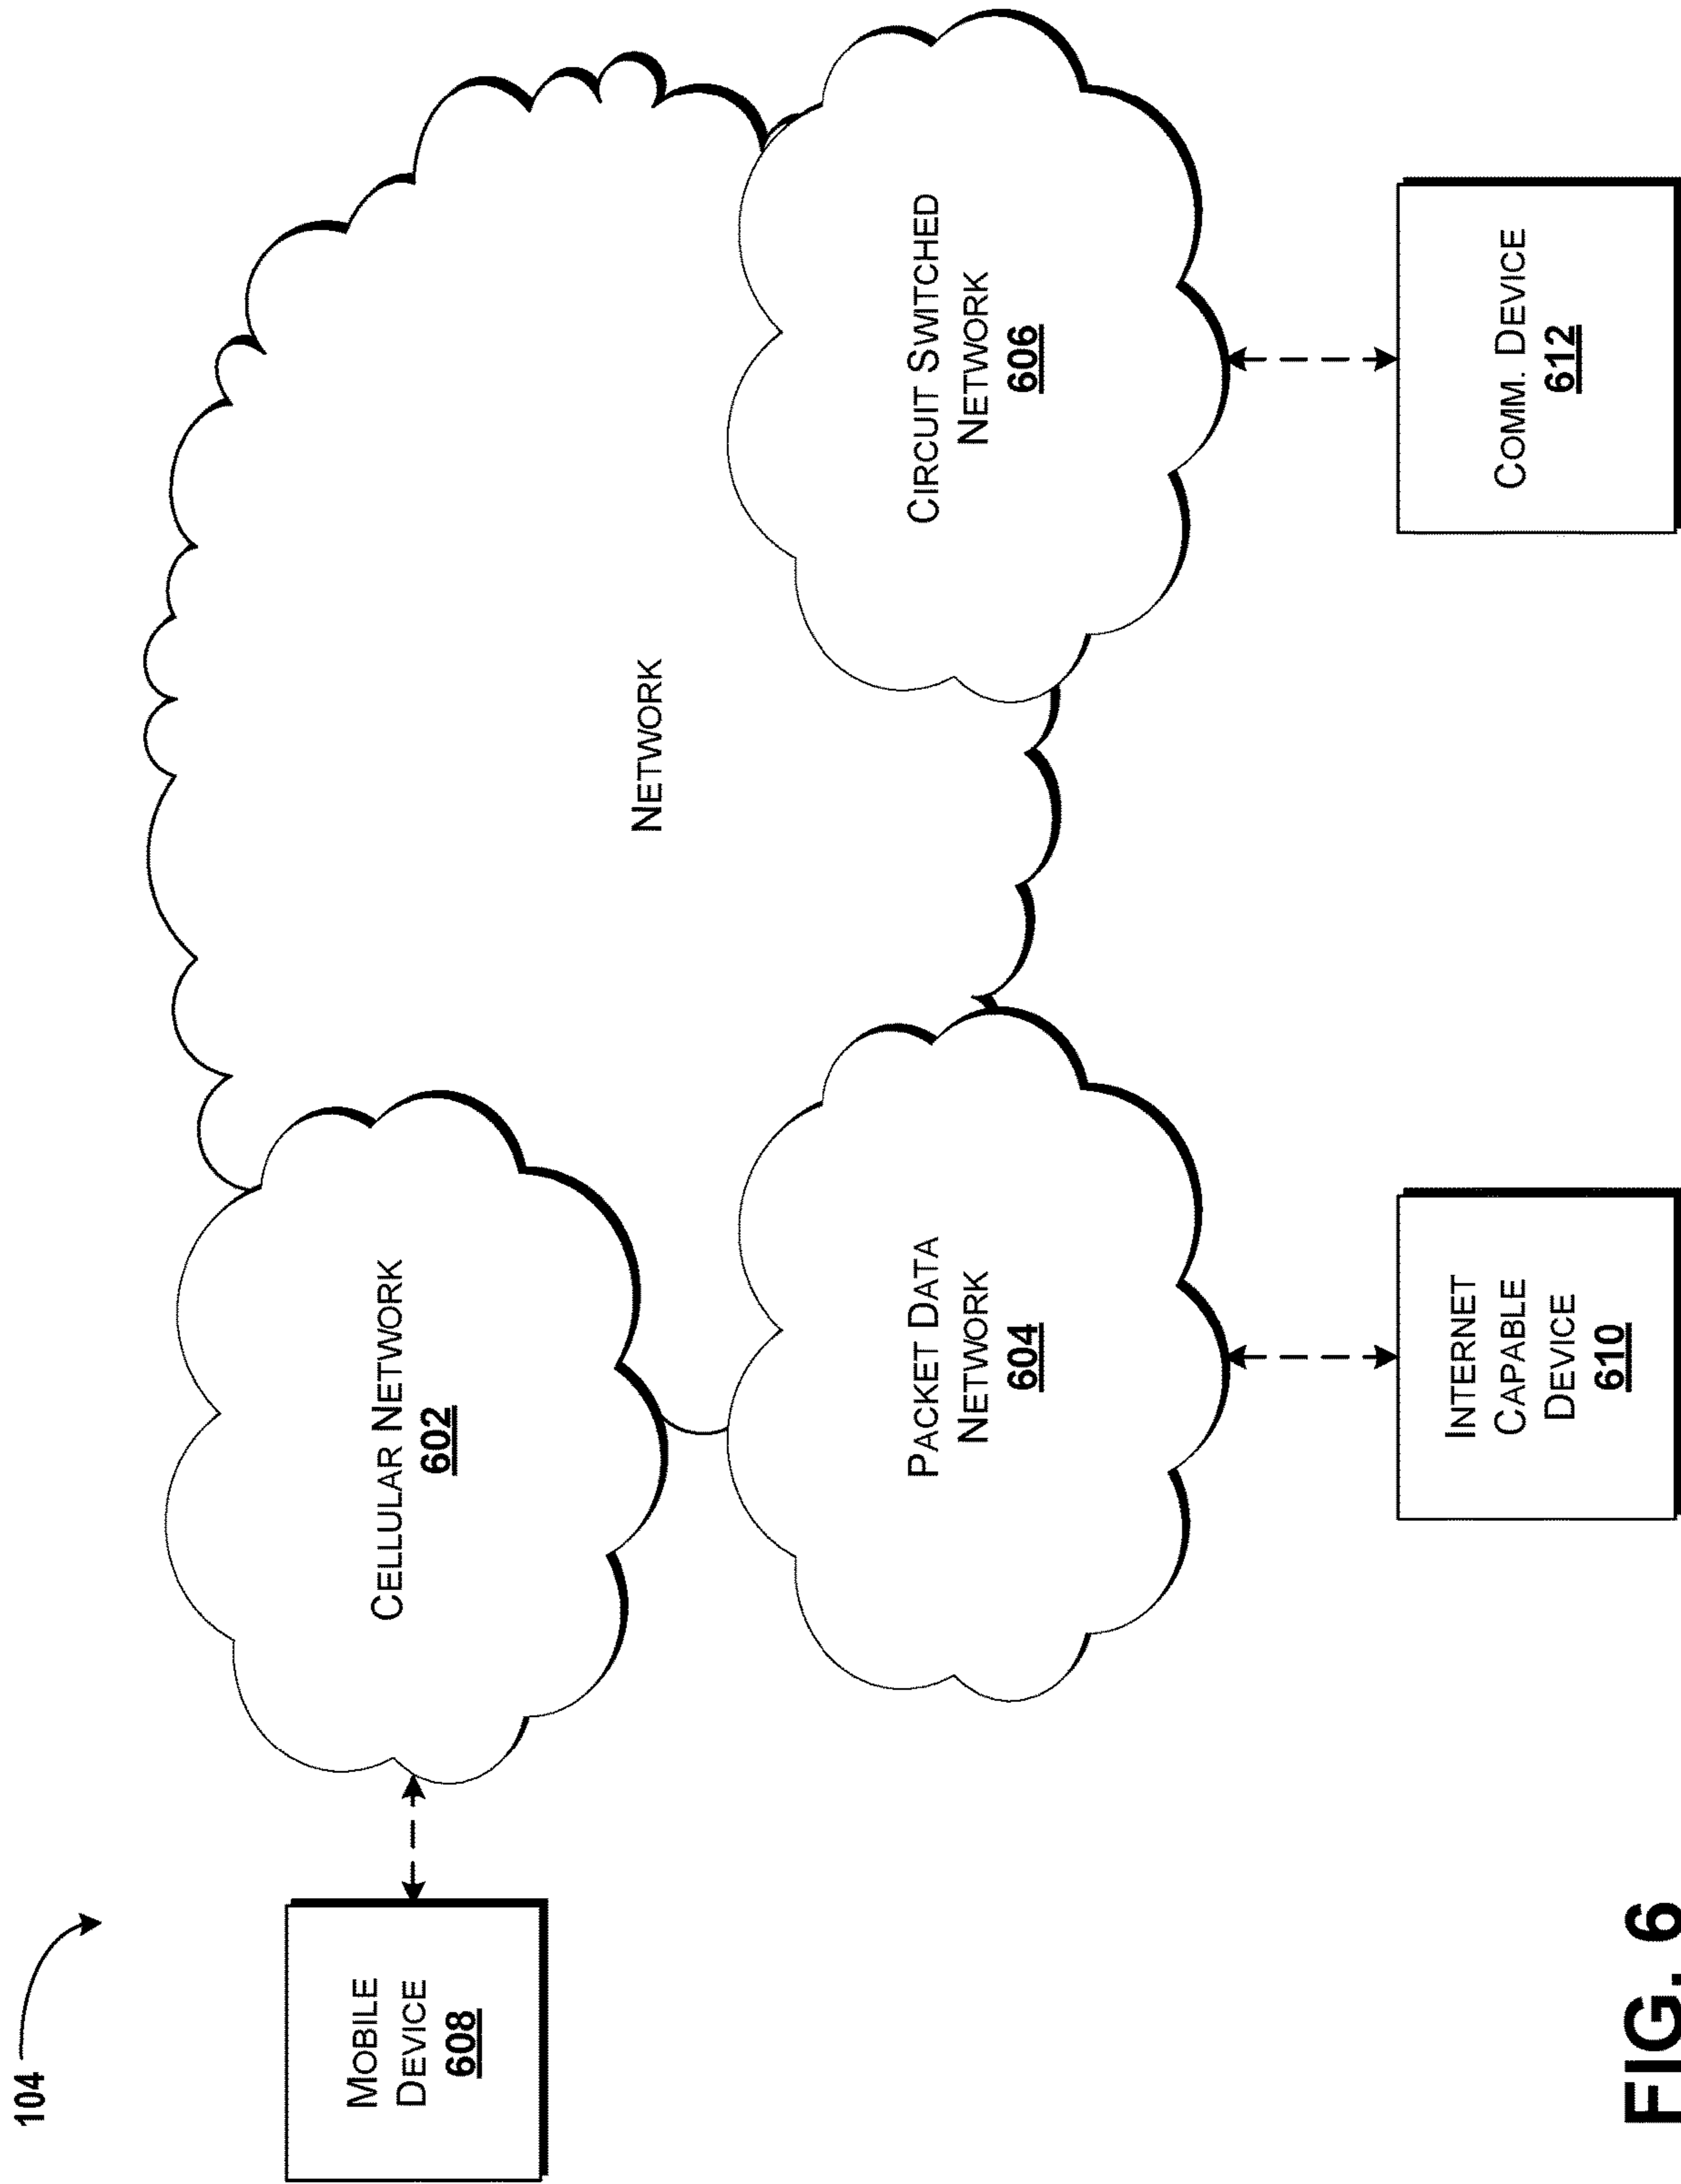 104
MOBILE
DEVICE
608
CELLULAR NETWORK
602
NETWORK
PACKET DATA
NETWORK
604
CIRCUIT SWITCHED
NETWORK
606
INTERNET
CAPABLE
DEVICE
610
COMM. DEVICE
612
FIG. 6